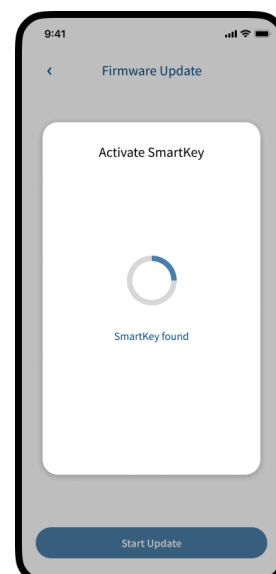 9:41
Firmware Update
Activate SmartKey
SmartKey found
Start Update